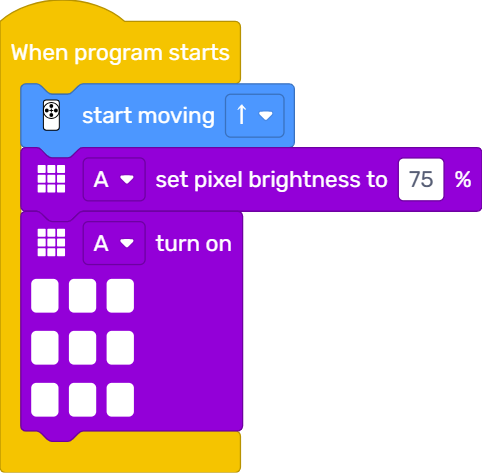 When program starts
start moving ↑
A set pixel brightness to 75 %
A turn on